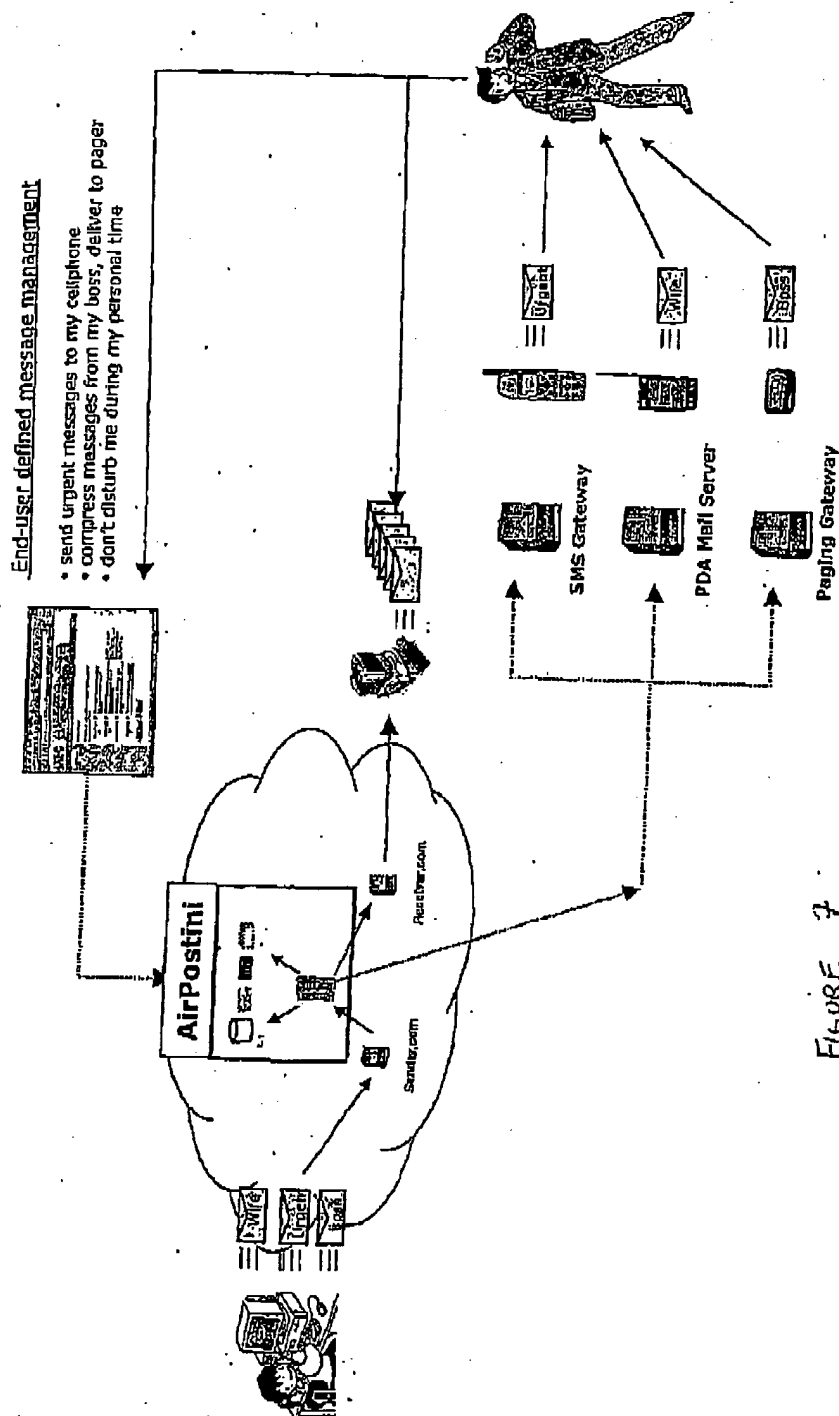 End-user defined message management
• send urgent messages to my cellphone
• compress messages from my boss, deliver to pager
• don't disturb me during my personal time
AirPostini
Sender.com
Receiver.com
Wife
Urgent
SMS Gateway
PDA Mail Server
Paging Gateway
Urgent
Wife
Boss
FIGURE 7